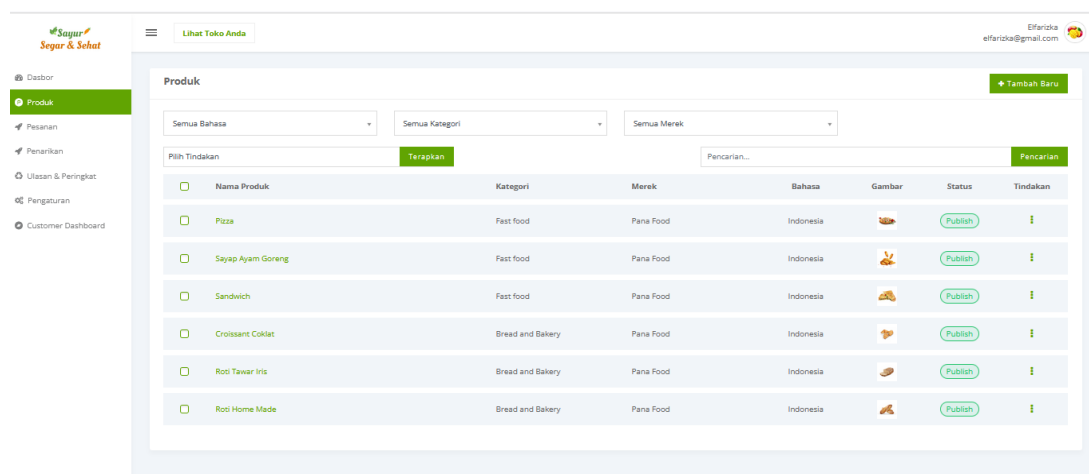 Sayur
Segar & Sehat
Lihat Toko Anda
Elfarizka
elfarizka@gmail.com
Dasbor
Produk
Pesanan
Penarikan
Ulasan & Peringkat
Pengaturan
Customer Dashboard
Produk
+ Tambah Baru
Semua Bahasa Semua Kategori Semua Merek
Pilih Tindakan Terapkan Pencarian... Pencarian
Nama Produk Kategori Merek Bahasa Gambar Status Tindakan
Pizza Fast food Pana Food Indonesia Publish
Sayap Ayam Goreng Fast food Pana Food Indonesia Publish
Sandwich Fast food Pana Food Indonesia Publish
Croissant Coklat Bread and Bakery Pana Food Indonesia Publish
Roti Tawar Iris Bread and Bakery Pana Food Indonesia Publish
Roti Home Made Bread and Bakery Pana Food Indonesia Publish